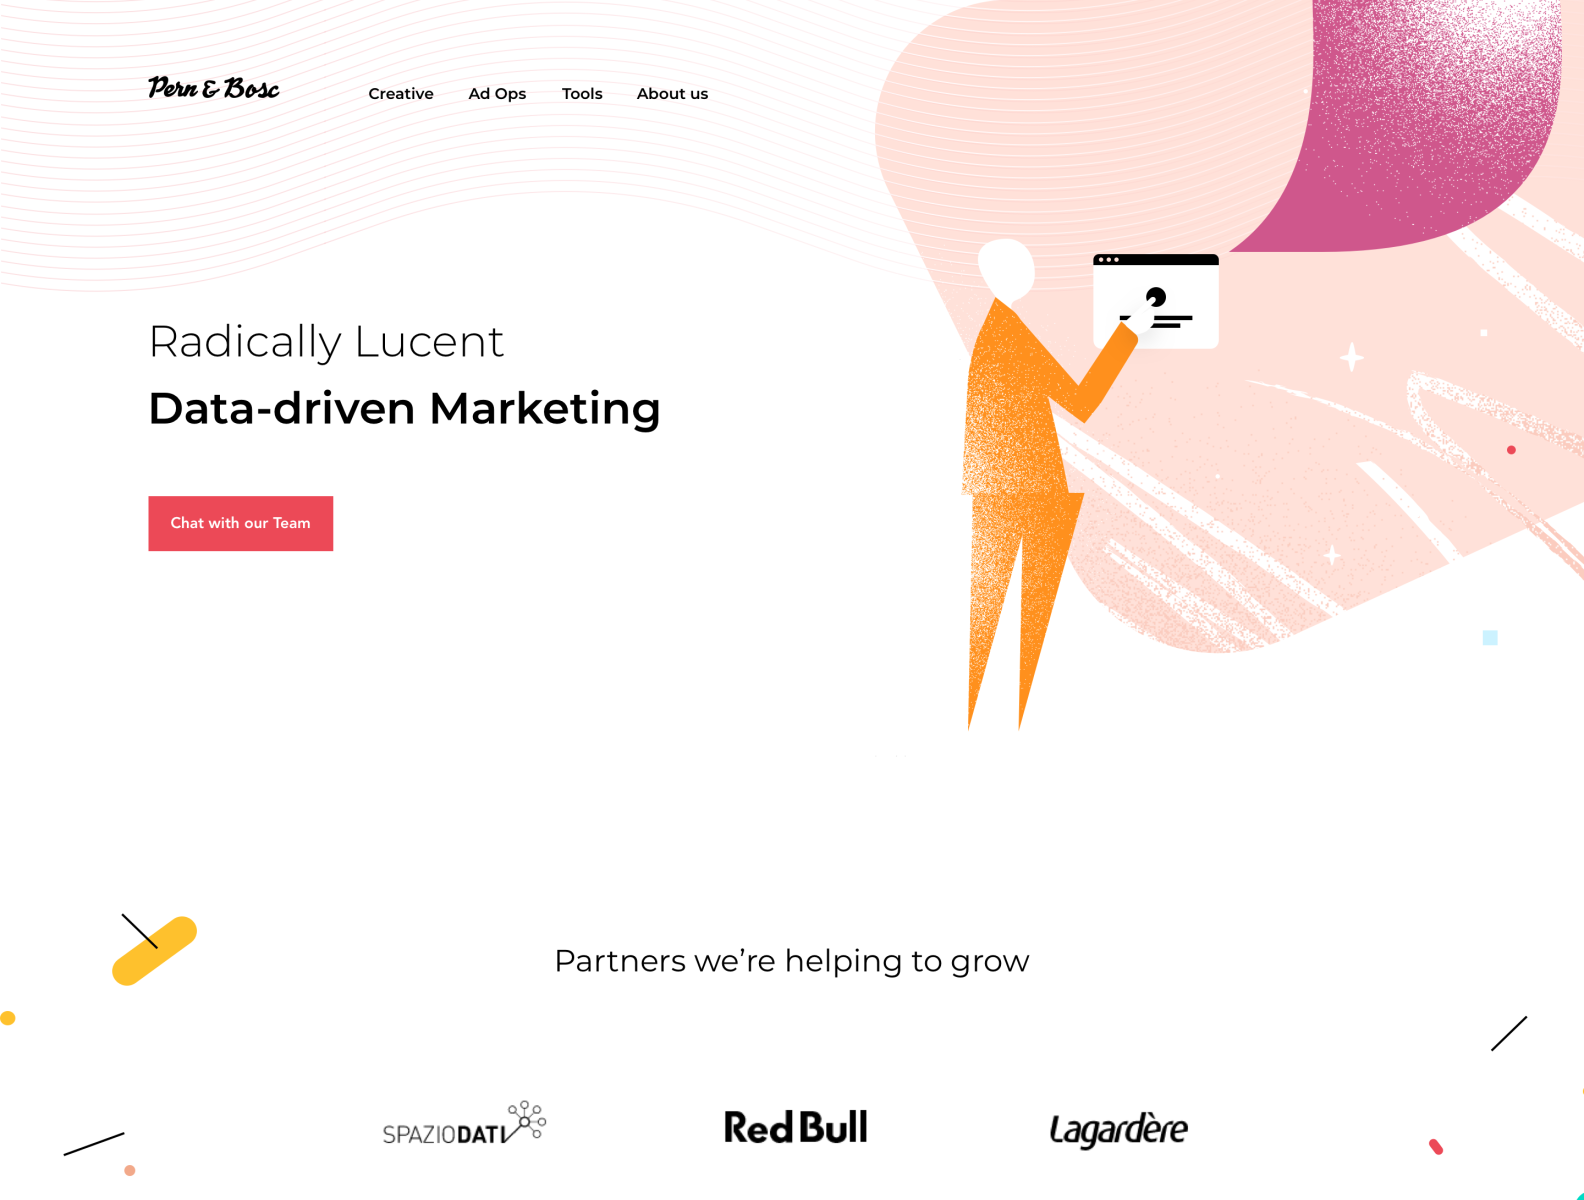 Pern & Bosc
Creative Ad Ops Tools About us
Radically Lucent
Data-driven Marketing
Chat with our Team
Partners we’re helping to grow
SPAZIODATI Red Bull Lagardère